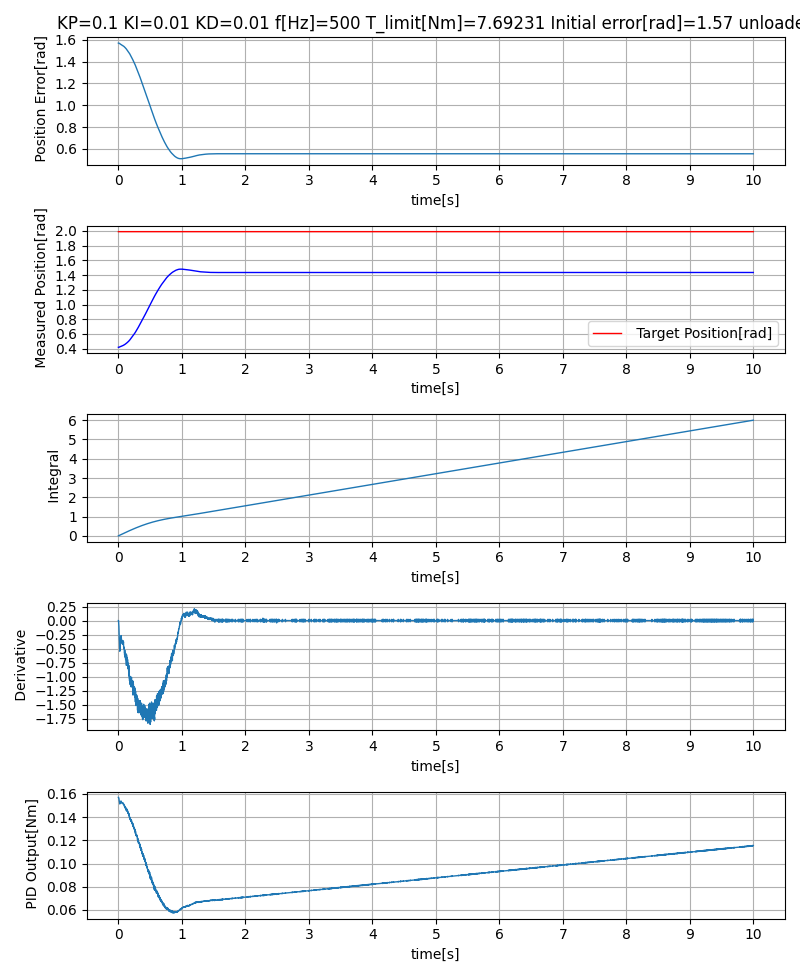 KP=0.1 KI=0.01 KD=0.01 f[Hz]=500 T_limit[Nm]=7.69231 Initial error[rad]=1.57 unloade
Position Error[rad]
1.6
1.4
1.2
1.0
0.8
0.6
0 1 2 3 4 5 6 7 8 9 10
time[s]
Measured Position[rad]
2.0
1.8
1.6
1.4
1.2
1.0
0.8
0.6
0.4
Target Position[rad]
0 1 2 3 4 5 6 7 8 9 10
time[s]
Integral
6
5
4
3
2
1
0
0 1 2 3 4 5 6 7 8 9 10
time[s]
Derivative
0.25
0.00
−0.25
−0.50
−0.75
−1.00
−1.25
−1.50
−1.75
0 1 2 3 4 5 6 7 8 9 10
time[s]
PID Output[Nm]
0.16
0.14
0.12
0.10
0.08
0.06
0 1 2 3 4 5 6 7 8 9 10
time[s]